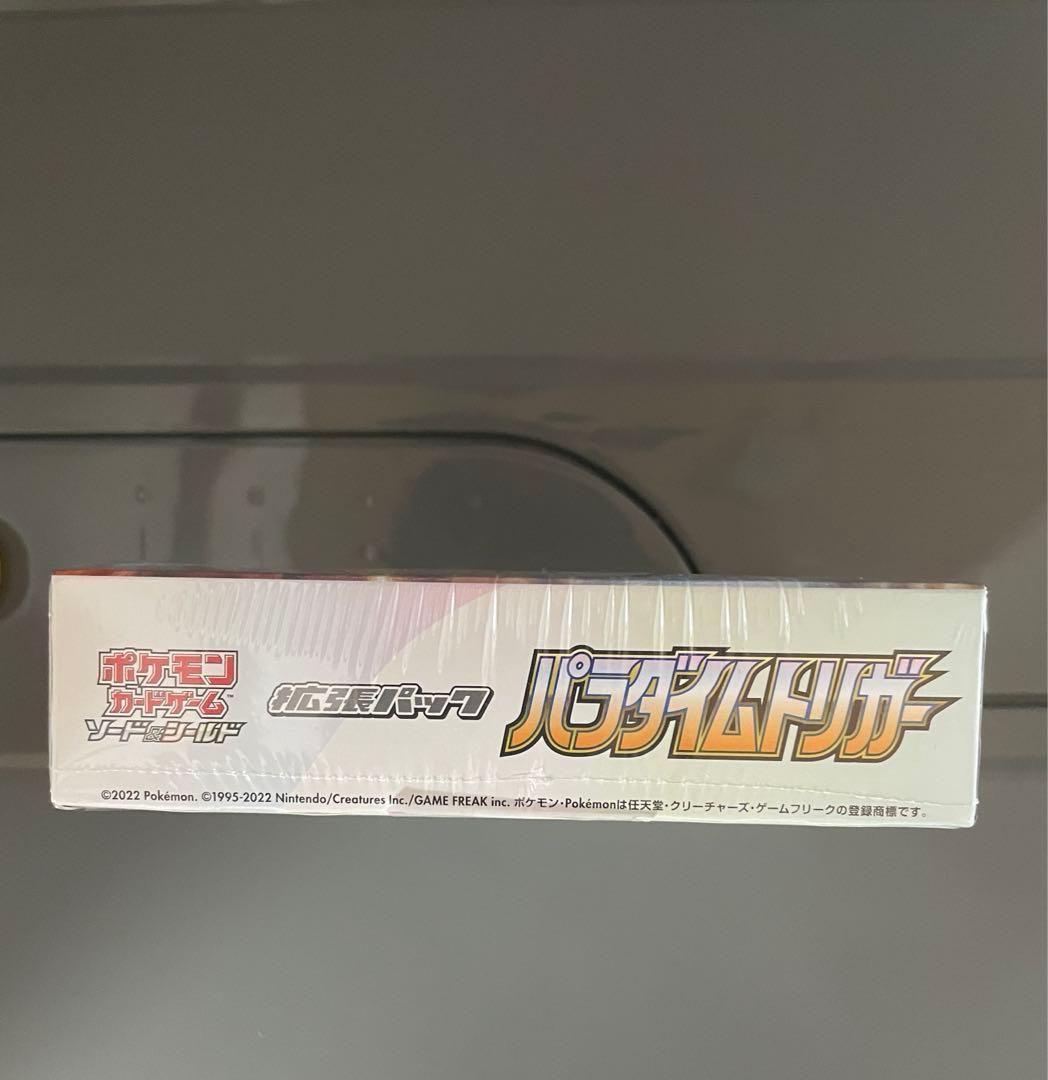 ポケモン
カードゲーム™
ソード&シールド
拡張パック
パラダイムトリガー
©2022 Pokémon. ©1995-2022 Nintendo/Creatures Inc./GAME FREAK inc. ポケモン・Pokémonは任天堂・クリーチャーズ・ゲームフリークの登録商標です。